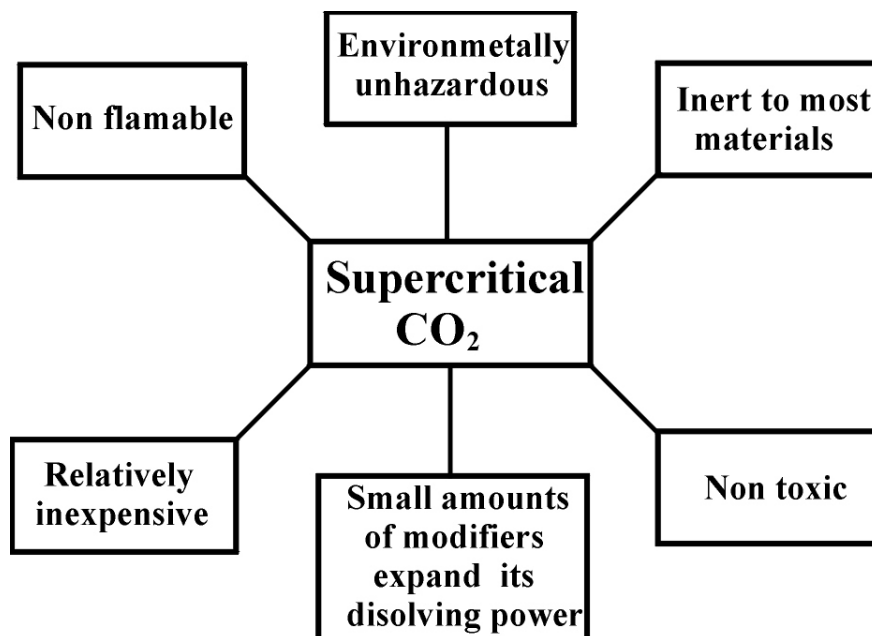 Environmetally
unhazardous
Non flamable
Inert to most
materials
Supercritical
CO₂
Relatively
inexpensive
Small amounts
of modifiers
expand its
disolving power
Non toxic